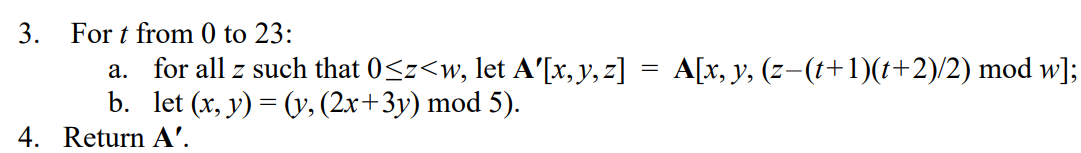 3. For t from 0 to 23:
a. for all z such that 0≤z<w, let A′[x, y, z] = A[x, y, (z–(t+1)(t+2)/2) mod w];
b. let (x, y) = (y, (2x+3y) mod 5).
4. Return A′.